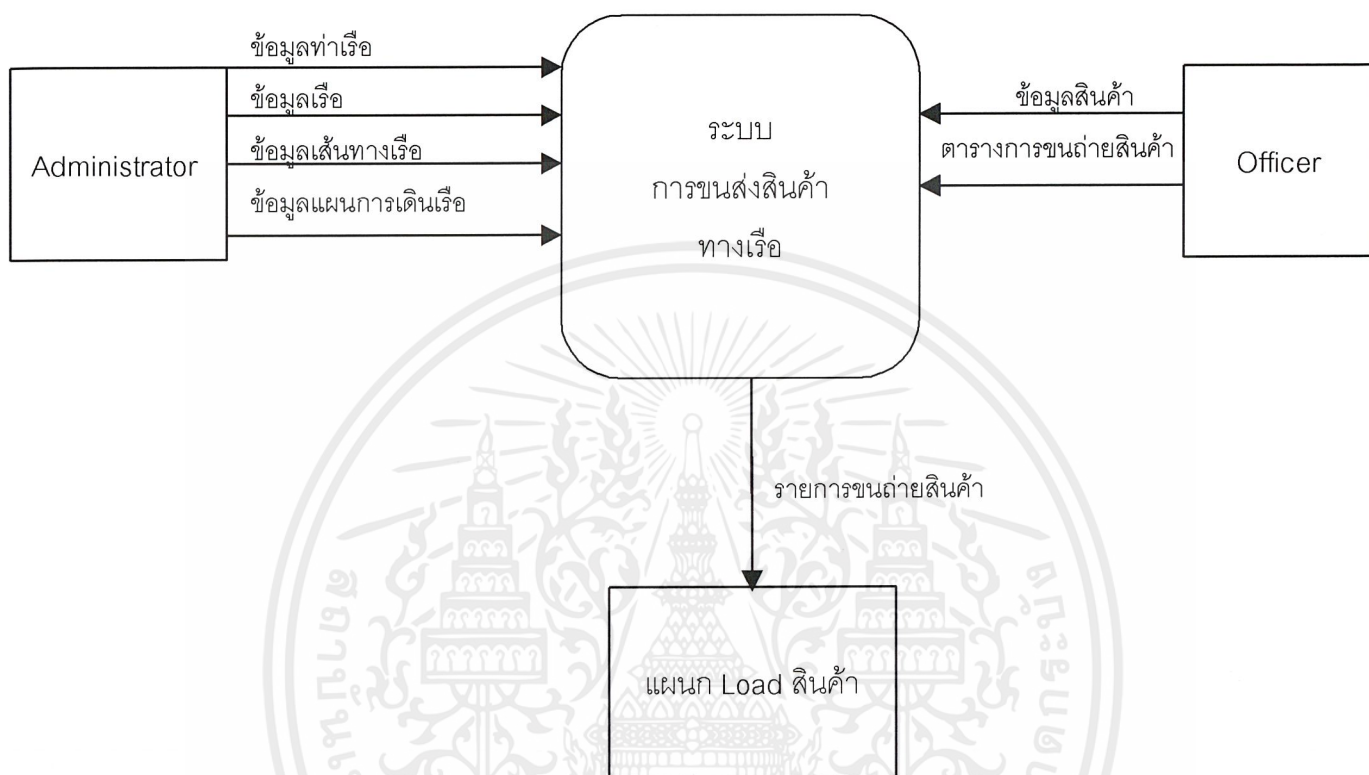 ข้อมูลท่าเรือ
ข้อมูลเรือ
ข้อมูลเส้นทางเรือ
ข้อมูลแผนการเดินเรือ
Administrator
ระบบ
การขนส่งสินค้า
ทางเรือ
ข้อมูลสินค้า
ตารางการขนถ่ายสินค้า
Officer
รายการขนถ่ายสินค้า
แผนก Load สินค้า